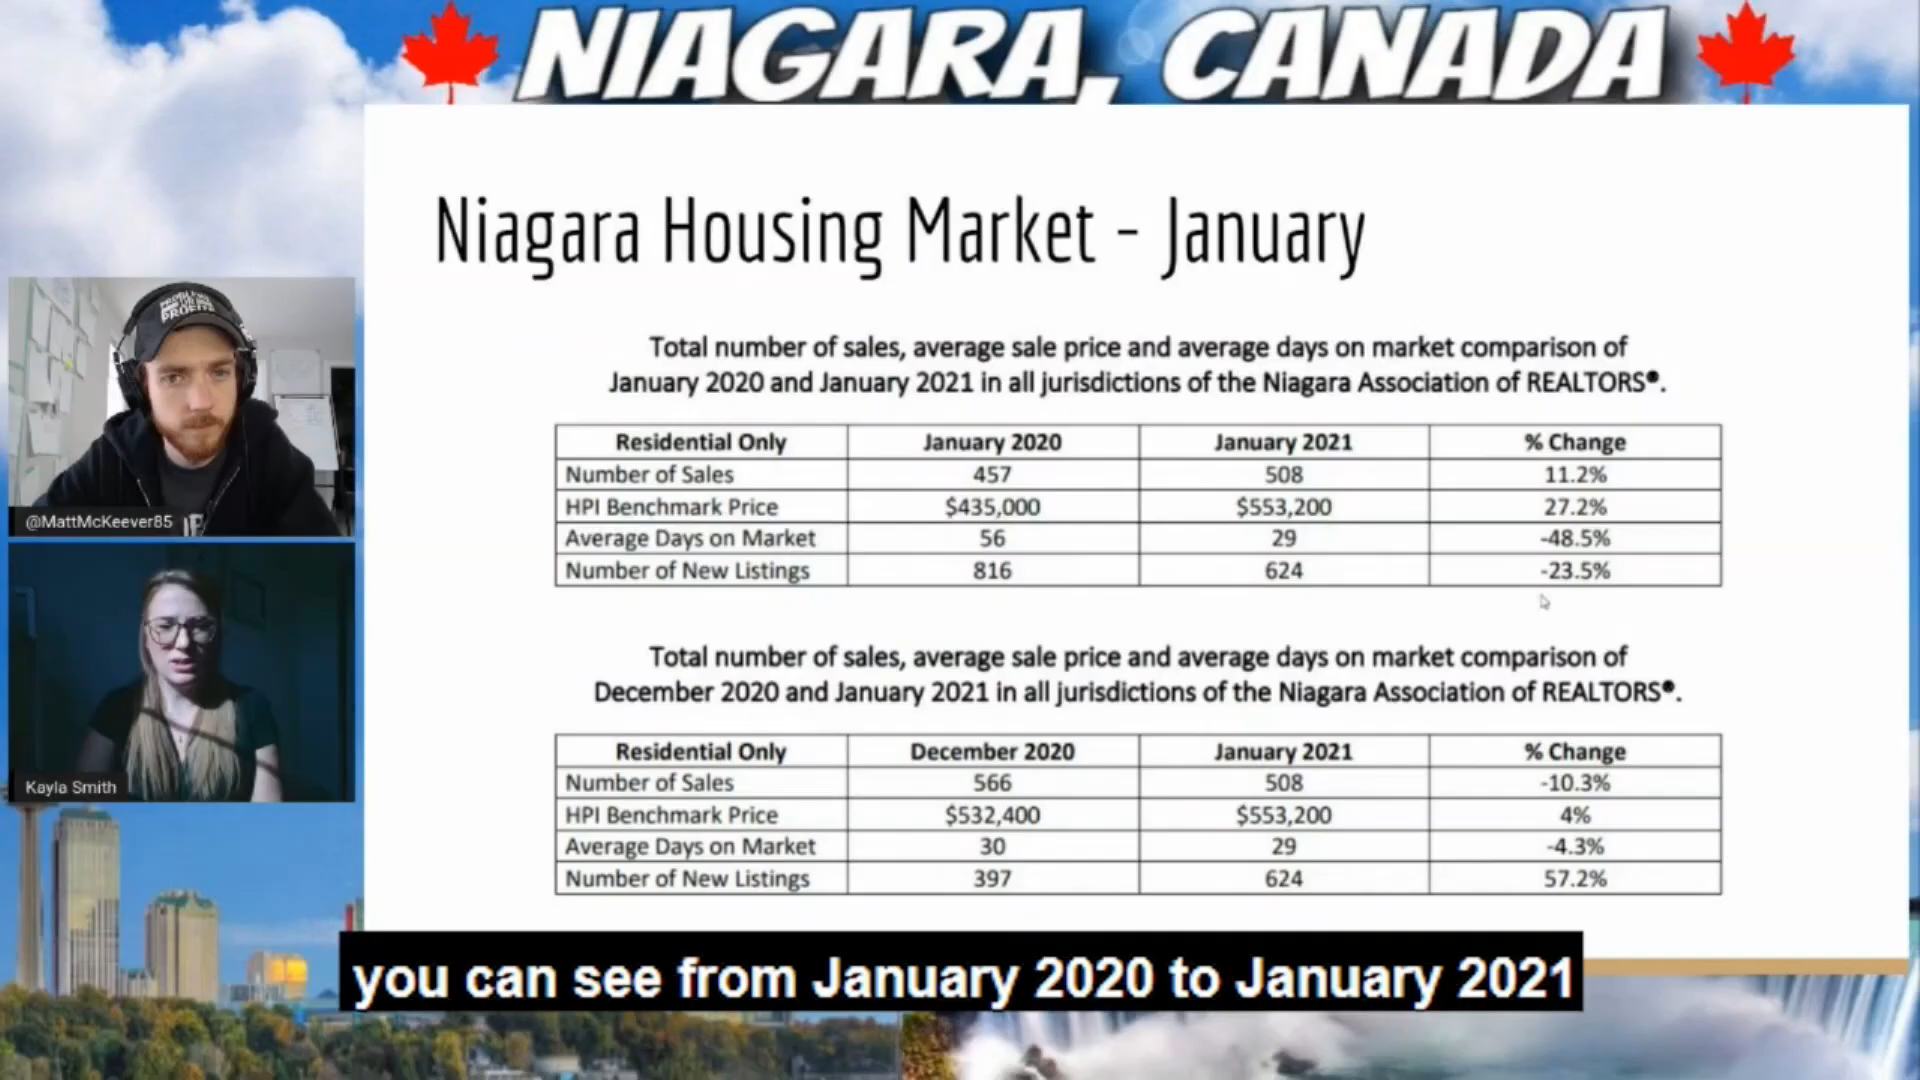 NIAGARA, CANADA
Niagara Housing Market - January
Total number of sales, average sale price and average days on market comparison of
January 2020 and January 2021 in all jurisdictions of the Niagara Association of REALTORS®.
Residential Only January 2020 January 2021 % Change
Number of Sales 457 508 11.2%
HPI Benchmark Price $435,000 $553,200 27.2%
Average Days on Market 56 29 -48.5%
Number of New Listings 816 624 -23.5%
Total number of sales, average sale price and average days on market comparison of
December 2020 and January 2021 in all jurisdictions of the Niagara Association of REALTORS®.
Residential Only December 2020 January 2021 % Change
Number of Sales 566 508 -10.3%
HPI Benchmark Price $532,400 $553,200 4%
Average Days on Market 30 29 -4.3%
Number of New Listings 397 624 57.2%
@MattMcKeever85
Kayla Smith
you can see from January 2020 to January 2021